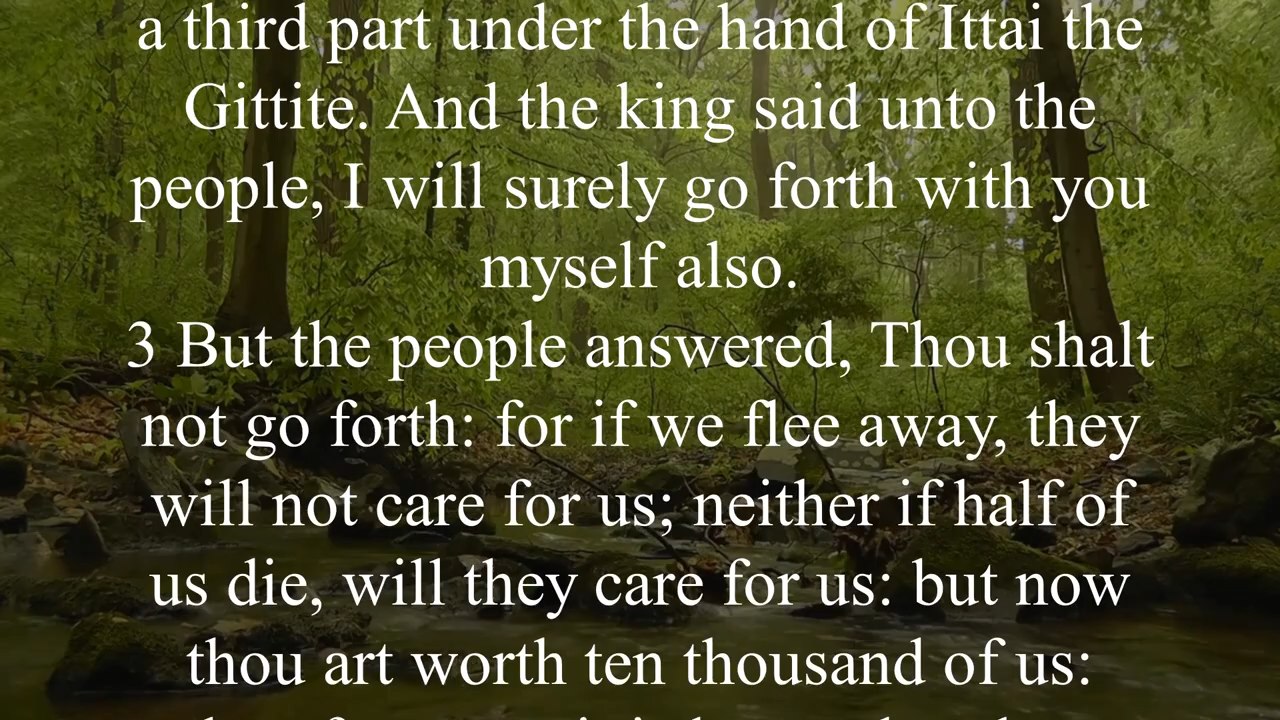 a third part under the hand of Ittai the
Gittite. And the king said unto the
people, I will surely go forth with you
myself also.
3 But the people answered, Thou shalt
not go forth: for if we flee away, they
will not care for us; neither if half of
us die, will they care for us: but now
thou art worth ten thousand of us: